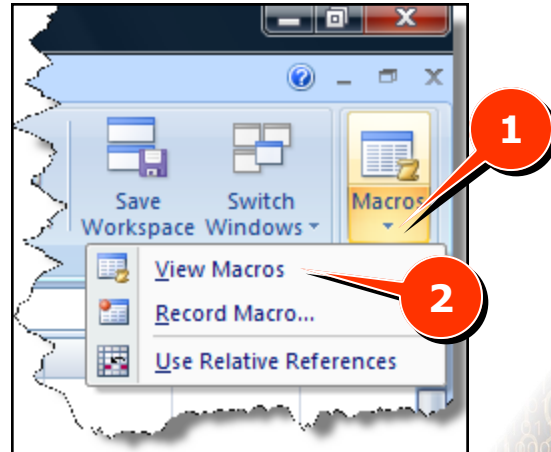 1
Save Workspace
Switch Windows
Macros
View Macros
2
Record Macro...
Use Relative References